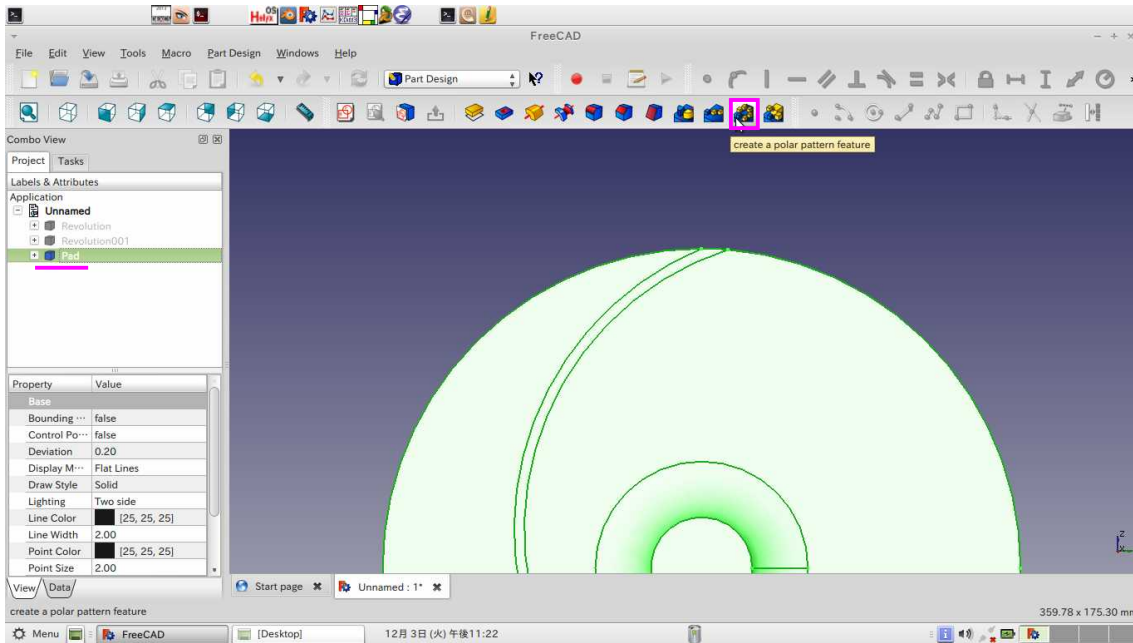 OS
Helyx
FreeCAD
File Edit View Tools Macro Part Design Windows Help
Part Design
Combo View
Project Tasks
Labels & Attributes
Application
Unnamed
Revolution
Revolution001
Pad
create a polar pattern feature
Property Value
Base
Bounding ··· false
Control Po··· false
Deviation 0.20
Display M··· Flat Lines
Draw Style Solid
Lighting Two side
Line Color [25, 25, 25]
Line Width 2.00
Point Color [25, 25, 25]
Point Size 2.00
z
x
View Data
Start page Unnamed : 1*
create a polar pattern feature
359.78 x 175.30 mm
Menu FreeCAD [Desktop] 12月 3日 (火) 午後11:22